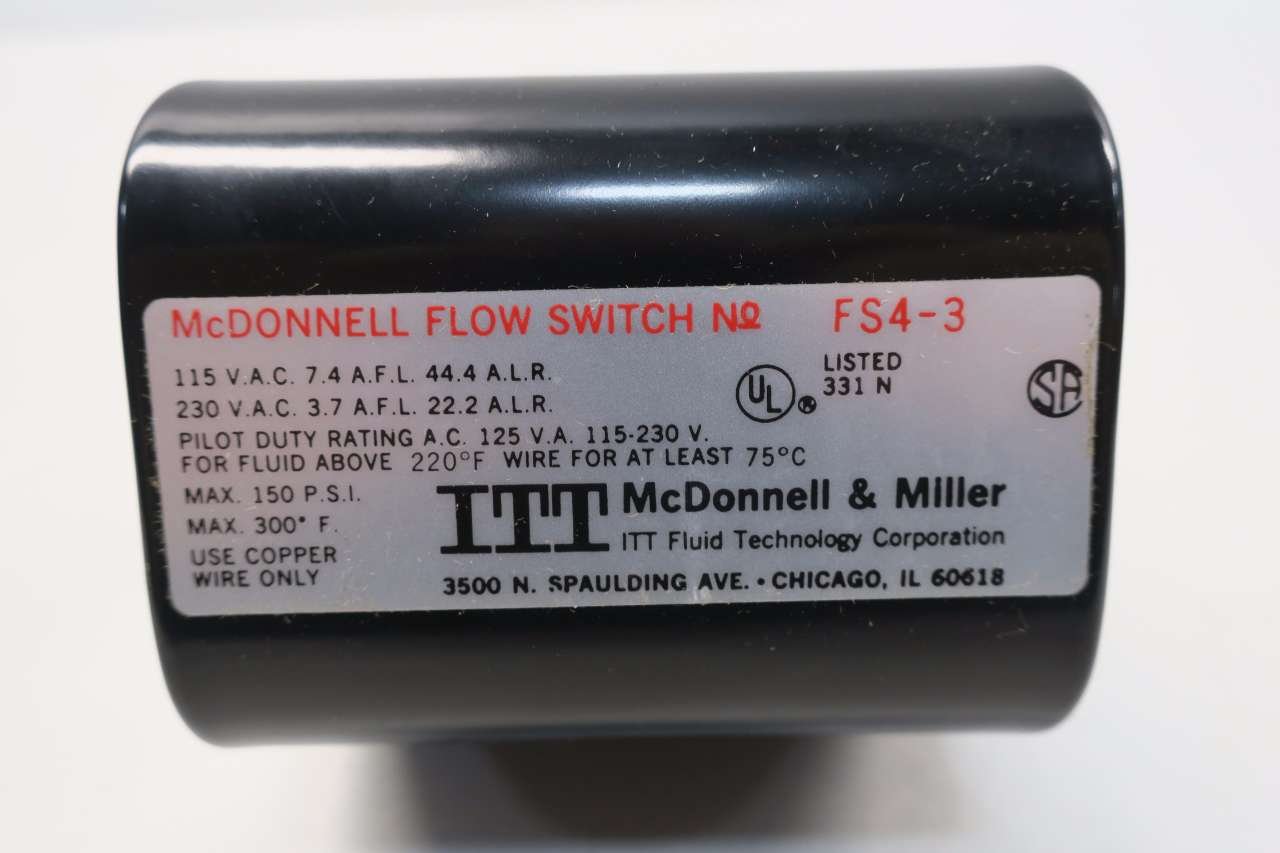 McDONNELL FLOW SWITCH No FS4-3
115 V.A.C. 7.4 A.F.L. 44.4 A.L.R.
230 V.A.C. 3.7 A.F.L. 22.2 A.L.R.
UL ®
LISTED
331 N
SA
PILOT DUTY RATING A.C. 125 V.A. 115-230 V.
FOR FLUID ABOVE 220°F WIRE FOR AT LEAST 75°C
MAX. 150 P.S.I.
MAX. 300° F.
USE COPPER
WIRE ONLY
ITT McDonnell & Miller
ITT Fluid Technology Corporation
3500 N. SPAULDING AVE. • CHICAGO, IL 60618